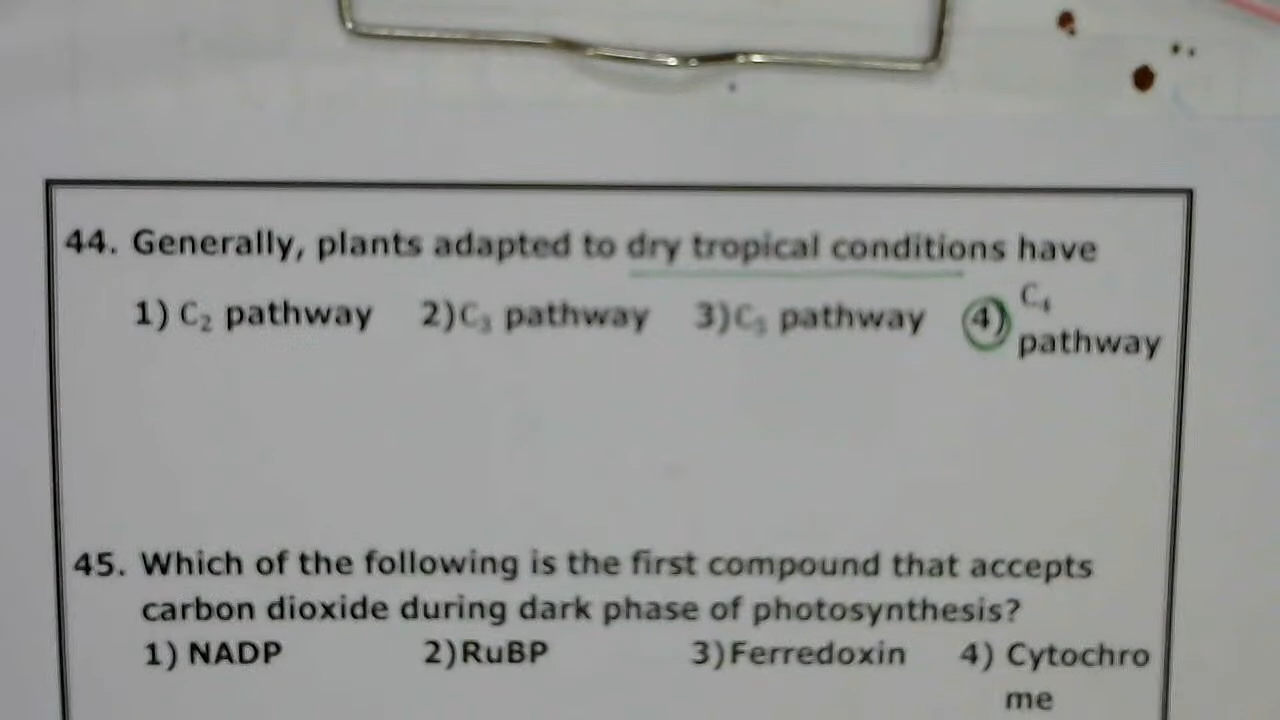 44. Generally, plants adapted to dry tropical conditions have
1) C₂ pathway 2)C₃ pathway 3)C₅ pathway 4) C₄
pathway
45. Which of the following is the first compound that accepts
carbon dioxide during dark phase of photosynthesis?
1) NADP 2)RuBP 3)Ferredoxin 4) Cytochro
me